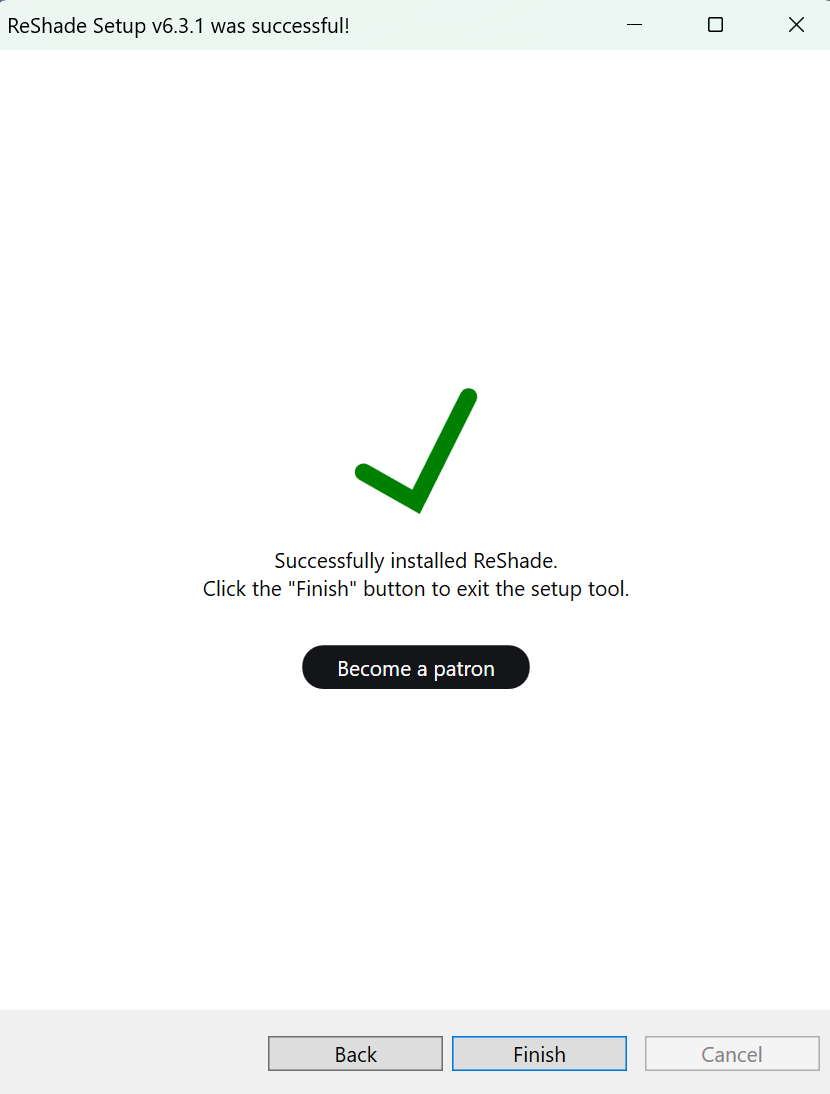 ReShade Setup v6.3.1 was successful!
Successfully installed ReShade.
Click the "Finish" button to exit the setup tool.
Become a patron
Back
Finish
Cancel